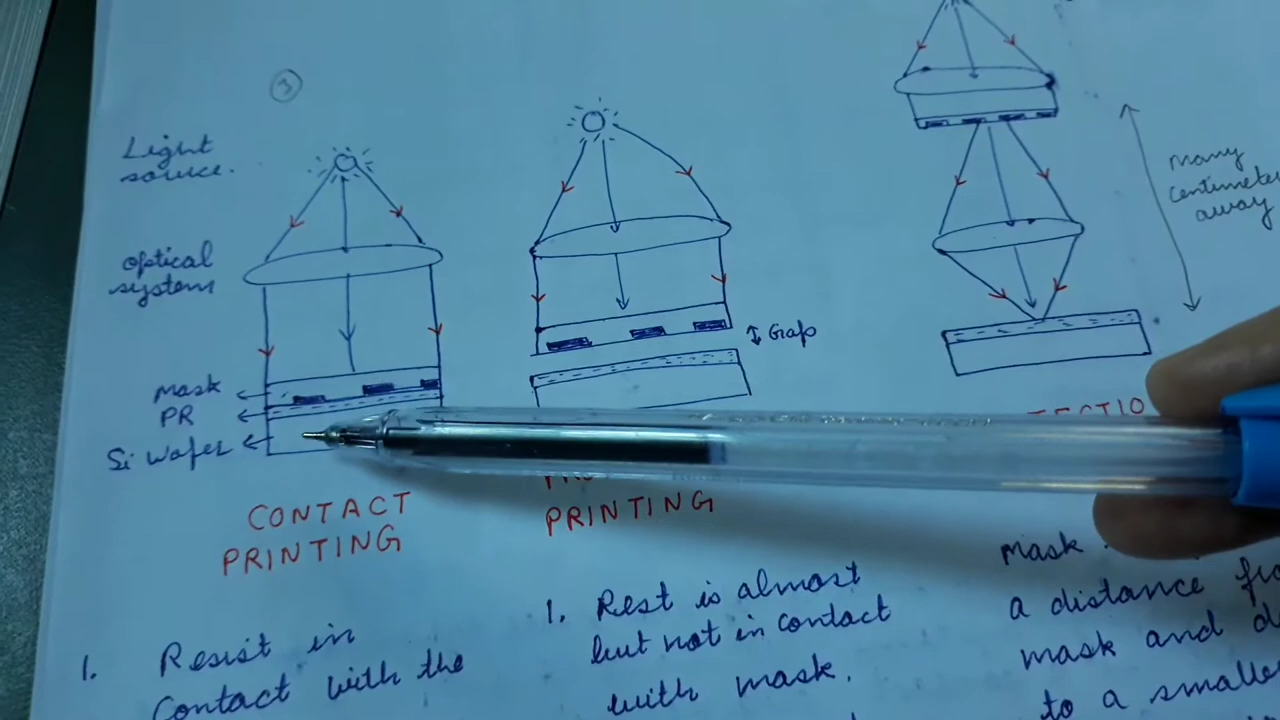 3
Light
source.
optical
system
Mask
PR
Si Wafer
CONTACT
PRINTING
1. Resist in
Contact with the
Gap
PRINTING
1. Rest is almost
but not in contact
with mask.
many
Centimeter
away
mask
a distance
mask and
to a smaller